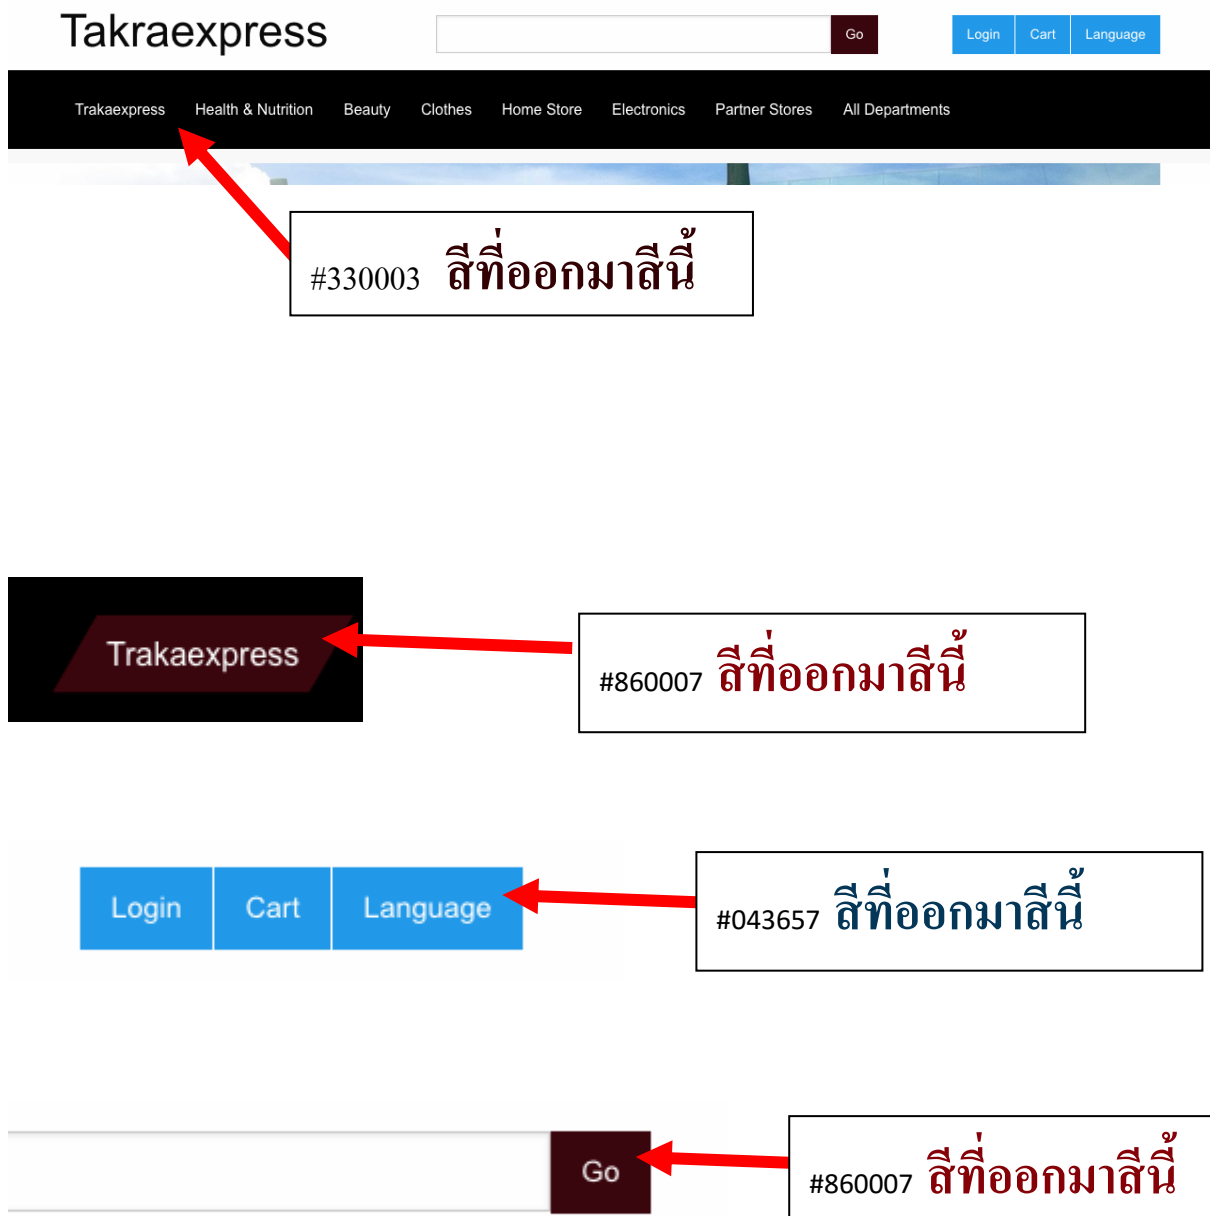 Takraexpress
Go
Login Cart Language
Trakaexpress Health & Nutrition Beauty Clothes Home Store Electronics Partner Stores All Departments
#330003 สีที่ออกมาสีนี้
Trakaexpress
#860007 สีที่ออกมาสีนี้
Login Cart Language
#043657 สีที่ออกมาสีนี้
Go
#860007 สีที่ออกมาสีนี้